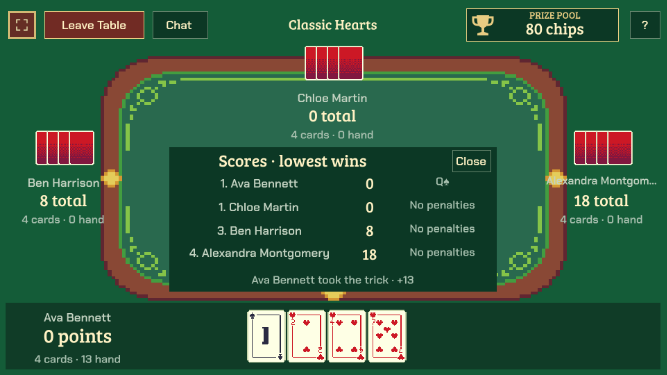 Leave Table
Chat
Classic Hearts
PRIZE POOL
80 chips
?
Chloe Martin
0 total
4 cards · 0 hand
Ben Harrison
8 total
4 cards · 0 hand
Montgom...
18 total
4 cards · 0 hand
Scores · lowest wins
Close
1. Ava Bennett 0 Q♠
1. Chloe Martin 0 No penalties
3. Ben Harrison 8 No penalties
4. Alexandra Montgomery 18 No penalties
Ava Bennett took the trick · +13
Ava Bennett
0 points
4 cards · 13 hand
J